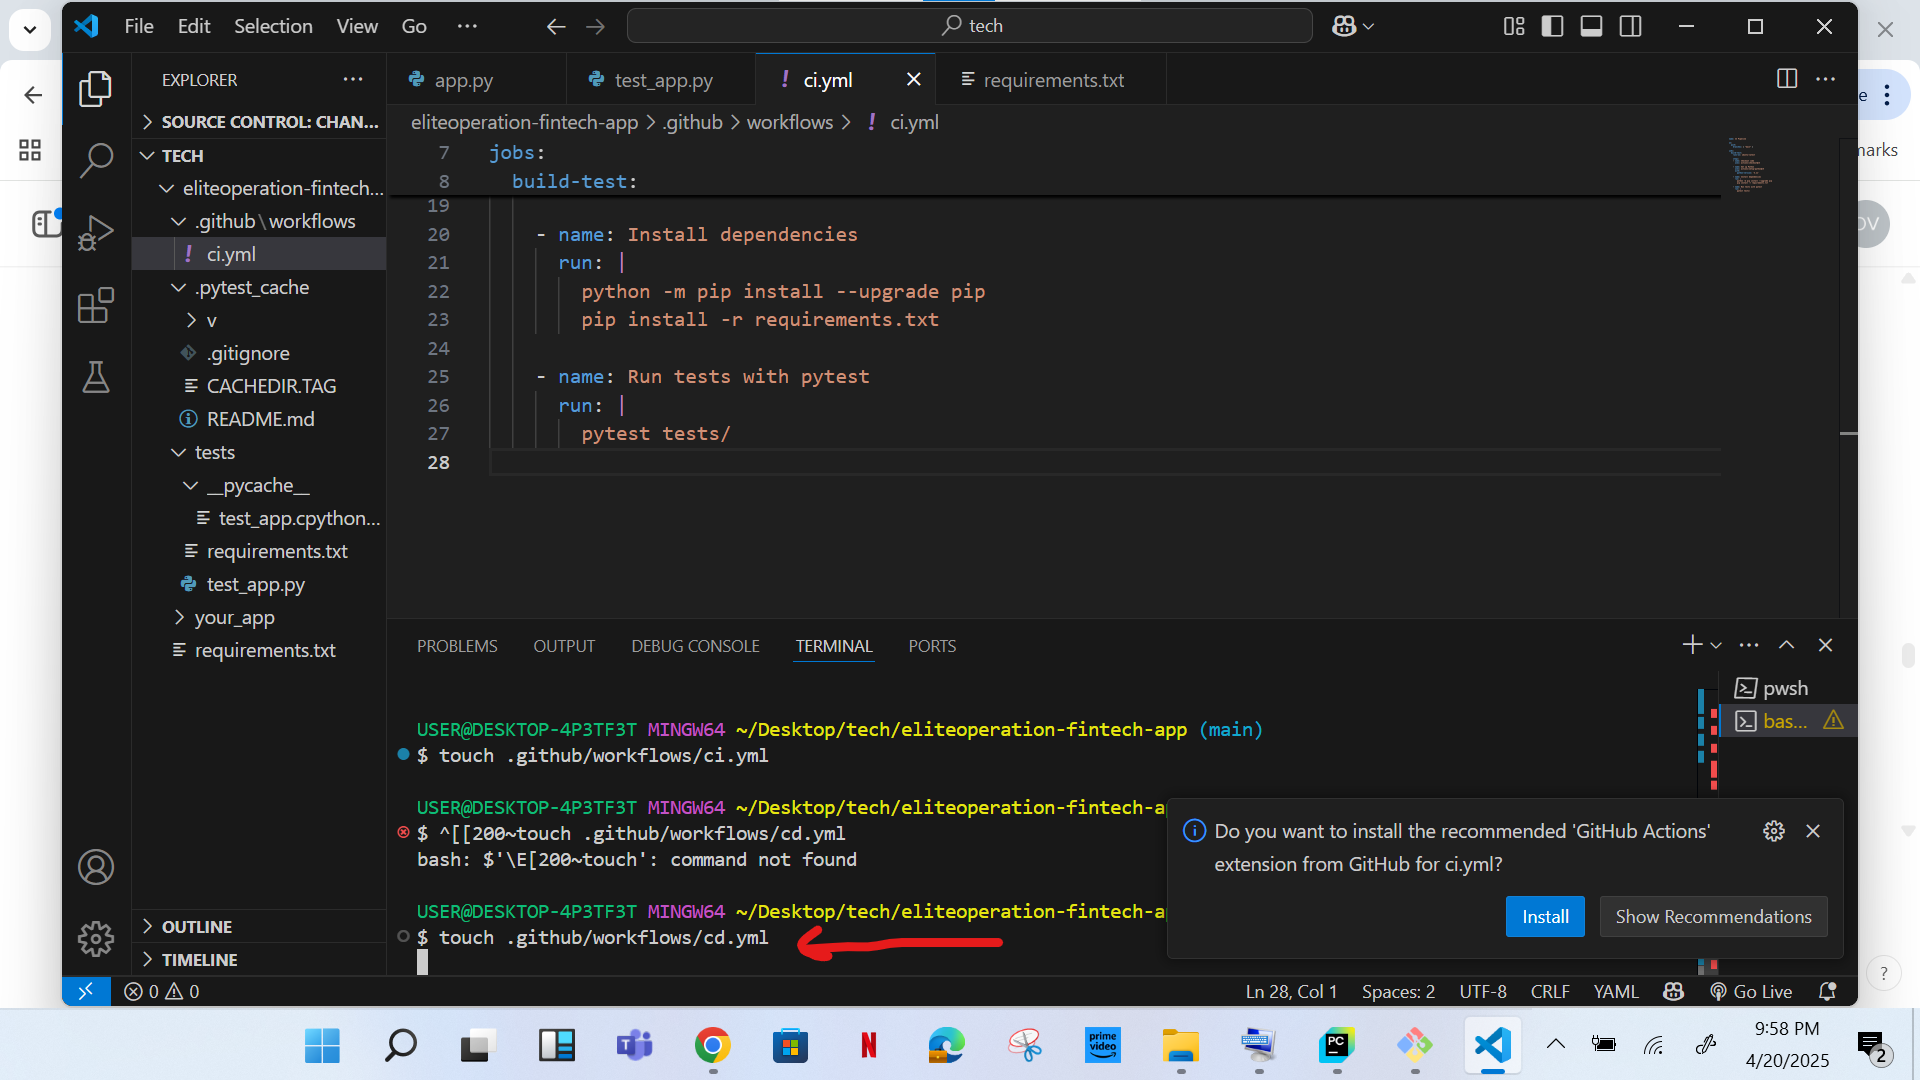 File Edit Selection View Go ··· tech
EXPLORER ···
SOURCE CONTROL: CHAN...
TECH
eliteoperation-fintech...
.github\workflows
! ci.yml
.pytest_cache
v
.gitignore
CACHEDIR.TAG
README.md
tests
__pycache__
test_app.cpython...
requirements.txt
test_app.py
your_app
requirements.txt
OUTLINE
TIMELINE
app.py test_app.py ! ci.yml requirements.txt
eliteoperation-fintech-app > .github > workflows > ! ci.yml
7 jobs:
8 build-test:
19
20 - name: Install dependencies
21 run: |
22 python -m pip install --upgrade pip
23 pip install -r requirements.txt
24
25 - name: Run tests with pytest
26 run: |
27 pytest tests/
28
PROBLEMS OUTPUT DEBUG CONSOLE TERMINAL PORTS
pwsh
bas...
USER@DESKTOP-4P3TF3T MINGW64 ~/Desktop/tech/eliteoperation-fintech-app (main)
$ touch .github/workflows/ci.yml
USER@DESKTOP-4P3TF3T MINGW64 ~/Desktop/tech/eliteoperation-fintech-a
$ ^[[200~touch .github/workflows/cd.yml
bash: $'\E[200~touch': command not found
USER@DESKTOP-4P3TF3T MINGW64 ~/Desktop/tech/eliteoperation-fintech-a
$ touch .github/workflows/cd.yml
Do you want to install the recommended 'GitHub Actions'
extension from GitHub for ci.yml?
Install Show Recommendations
0 0 Ln 28, Col 1 Spaces: 2 UTF-8 CRLF YAML Go Live
e
marks
DV
?
N prime video PC
9:58 PM
4/20/2025
2